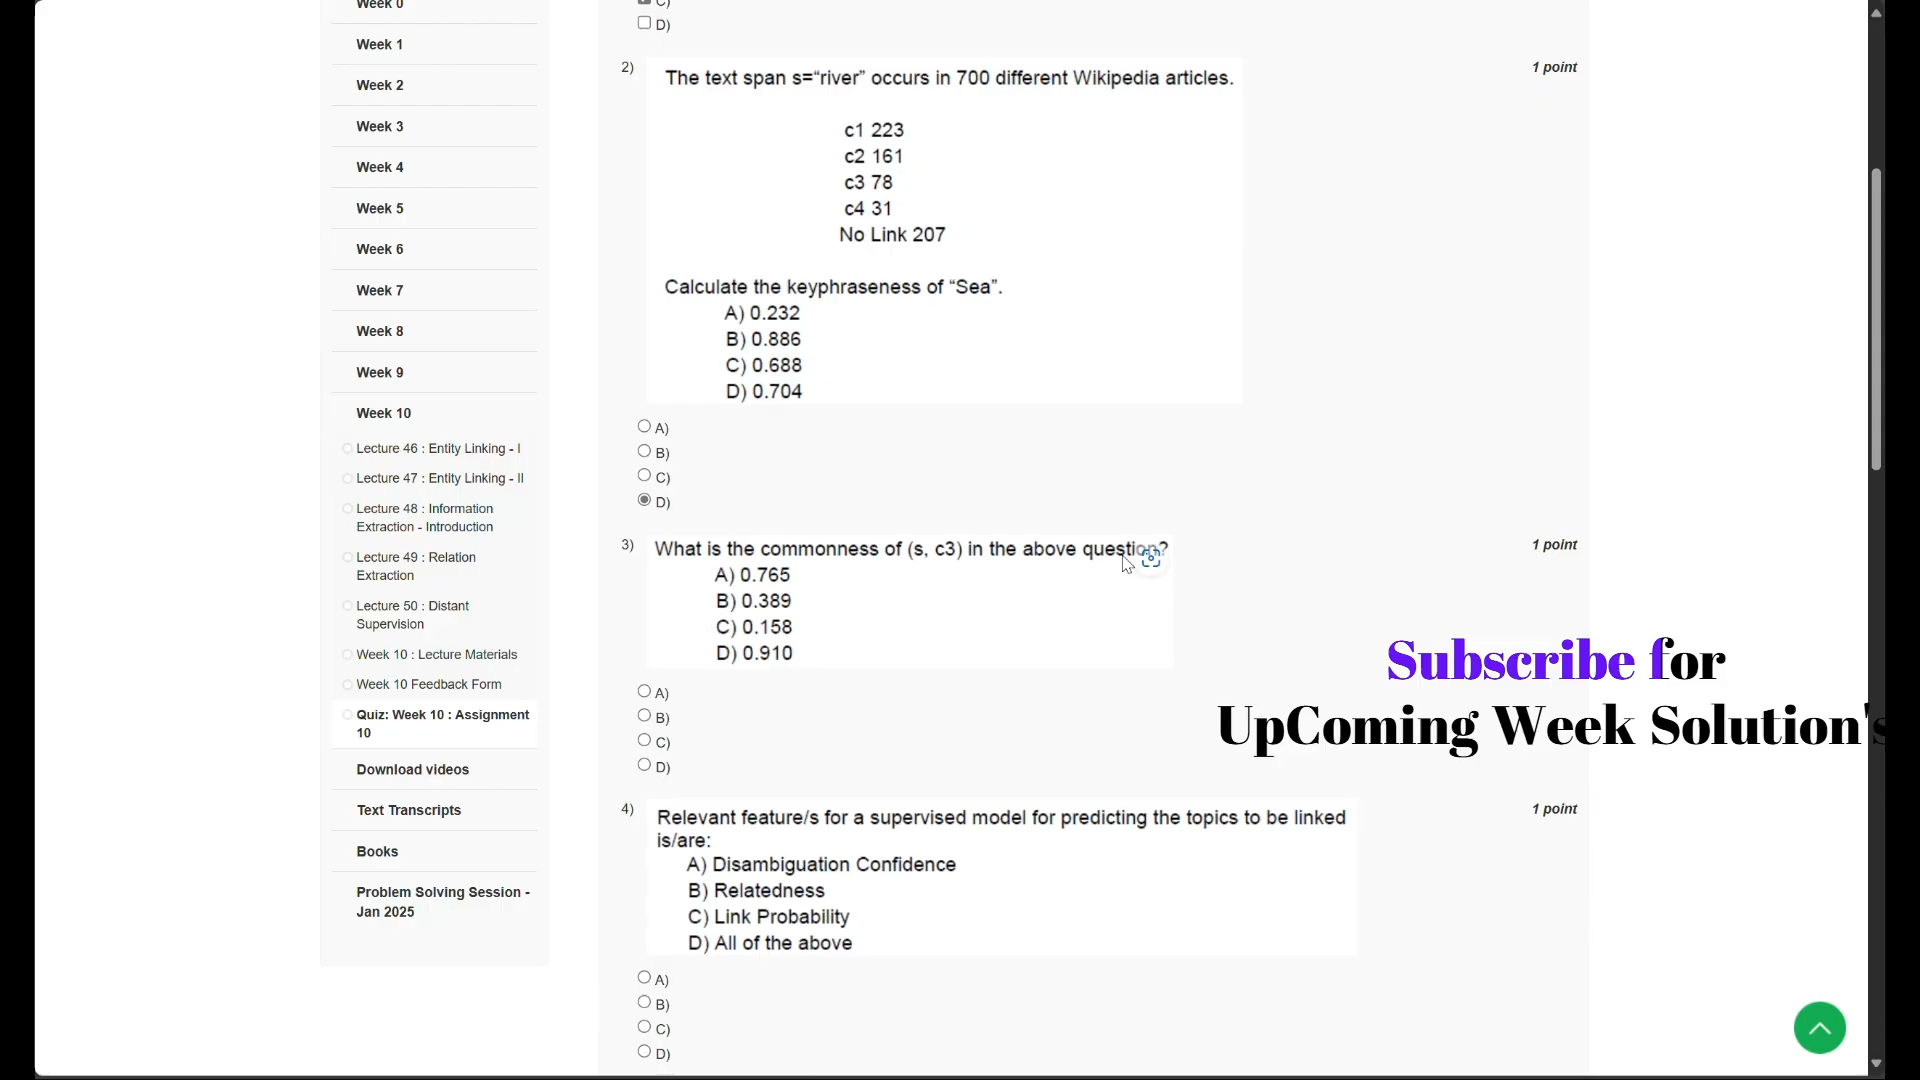 Week 0
Week 1
Week 2
Week 3
Week 4
Week 5
Week 6
Week 7
Week 8
Week 9
Week 10
Lecture 46 : Entity Linking - I
Lecture 47 : Entity Linking - II
Lecture 48 : Information
Extraction - Introduction
Lecture 49 : Relation
Extraction
Lecture 50 : Distant
Supervision
Week 10 : Lecture Materials
Week 10 Feedback Form
Quiz: Week 10 : Assignment
10
Download videos
Text Transcripts
Books
Problem Solving Session -
Jan 2025
C)
D)
2)
The text span s=“river” occurs in 700 different Wikipedia articles.
1 point
c1 223
c2 161
c3 78
c4 31
No Link 207
Calculate the keyphraseness of “Sea”.
A) 0.232
B) 0.886
C) 0.688
D) 0.704
A)
B)
C)
D)
3)
What is the commonness of (s, c3) in the above question?
1 point
A) 0.765
B) 0.389
C) 0.158
D) 0.910
A)
B)
C)
D)
4)
Relevant feature/s for a supervised model for predicting the topics to be linked
is/are:
1 point
A) Disambiguation Confidence
B) Relatedness
C) Link Probability
D) All of the above
A)
B)
C)
D)
Subscribe for
UpComing Week Solution's